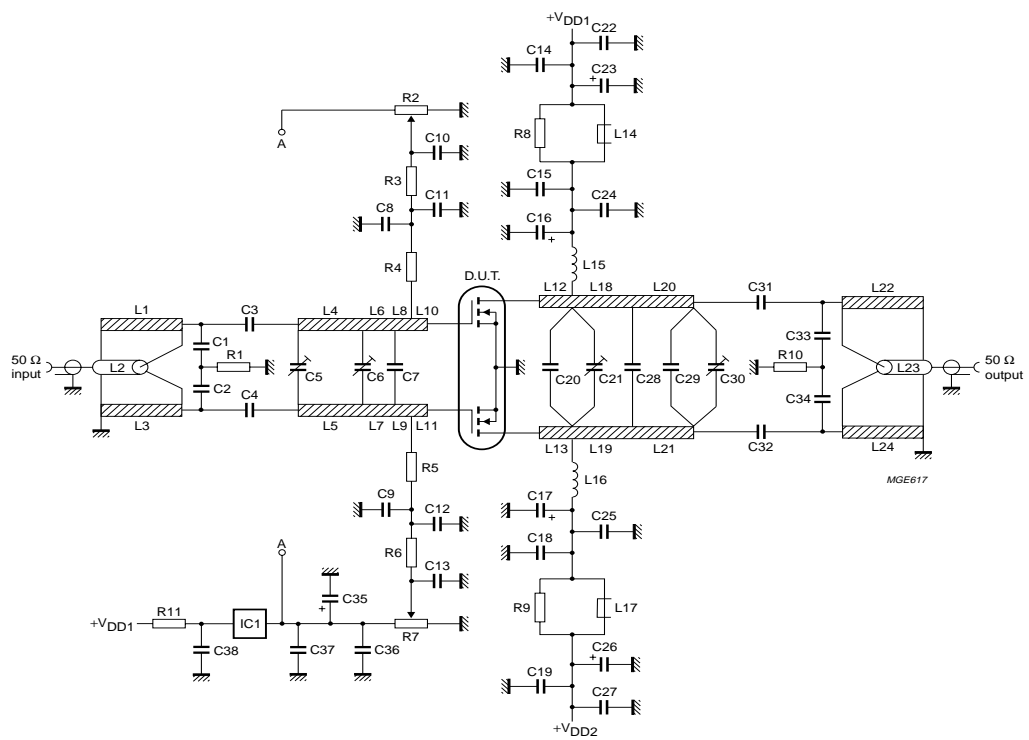 +VDD1
C22
C14
C23
R2
A
R8
L14
C10
R3
C15
C11
C24
C8
C16
R4
L15
D.U.T.
L12 L18 L20
C31
L22
L1
C3
L4 L6 L8 L10
C33
C1
50 Ω
input
L2
R1
C5
C6
C7
C20
C21
C28
C29
C30
R10
L23
50 Ω
output
C2
C34
C4
L3
L5 L7 L9 L11
L13 L19 L21
C32
L24
MGE617
R5
L16
C9
C17
C12
C25
A
R6
C18
C13
C35
R9
L17
+VDD1
R11
IC1
R7
C38
C37
C36
C26
C19
C27
+VDD2